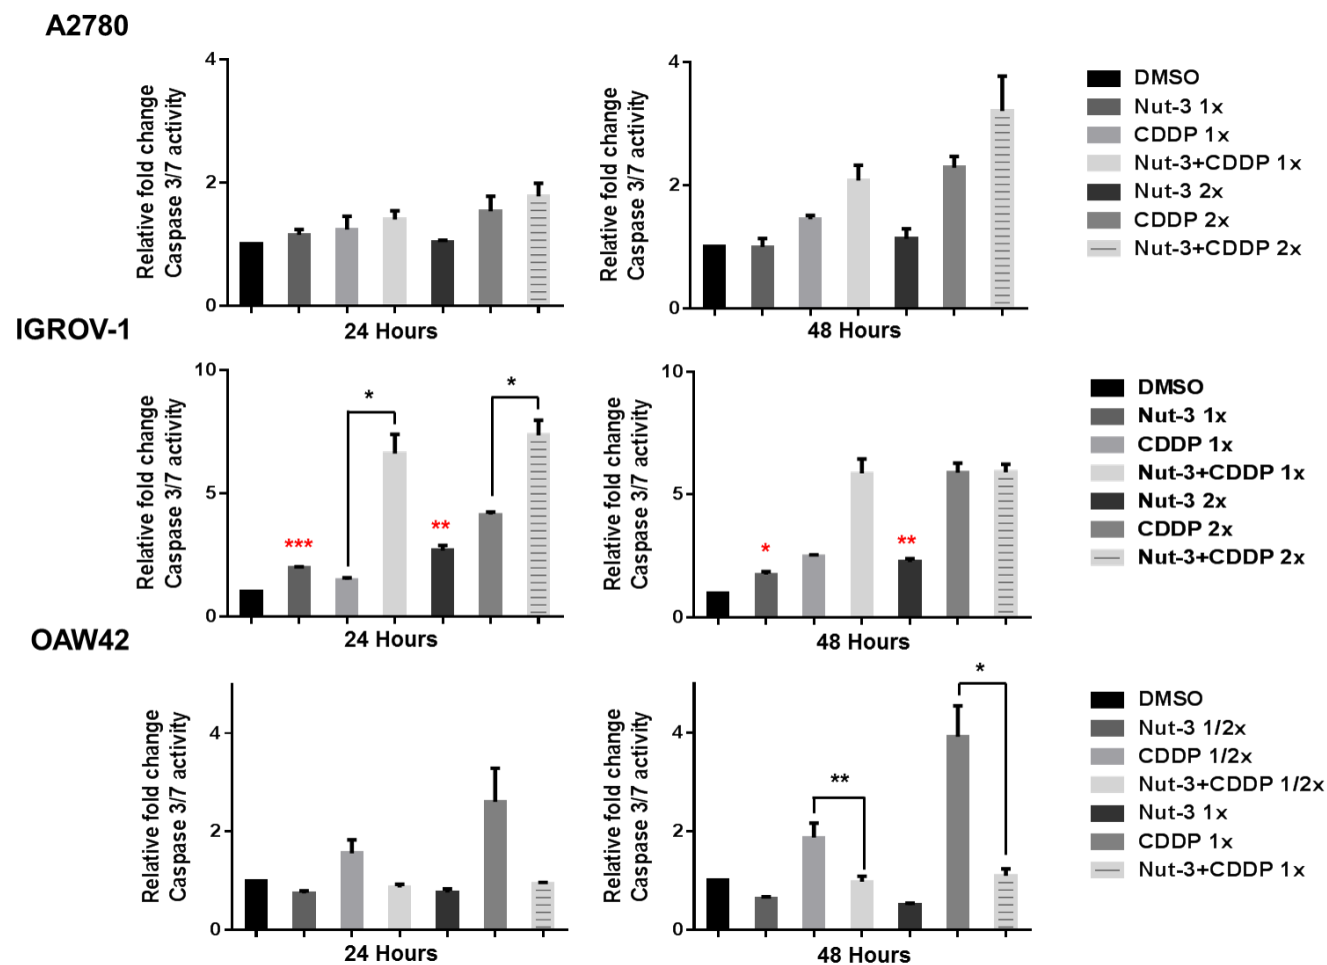 A2780
Relative fold change
Caspase 3/7 activity
4
2
0
24 Hours
Relative fold change
Caspase 3/7 activity
4
2
0
48 Hours
DMSO
Nut-3 1x
CDDP 1x
Nut-3+CDDP 1x
Nut-3 2x
CDDP 2x
Nut-3+CDDP 2x
IGROV-1
Relative fold change
Caspase 3/7 activity
10
5
0
***
*
**
*
24 Hours
Relative fold change
Caspase 3/7 activity
10
5
0
*
**
48 Hours
DMSO
Nut-3 1x
CDDP 1x
Nut-3+CDDP 1x
Nut-3 2x
CDDP 2x
Nut-3+CDDP 2x
OAW42
Relative fold change
Caspase 3/7 activity
4
2
0
24 Hours
Relative fold change
Caspase 3/7 activity
4
2
0
**
*
48 Hours
DMSO
Nut-3 1/2x
CDDP 1/2x
Nut-3+CDDP 1/2x
Nut-3 1x
CDDP 1x
Nut-3+CDDP 1x